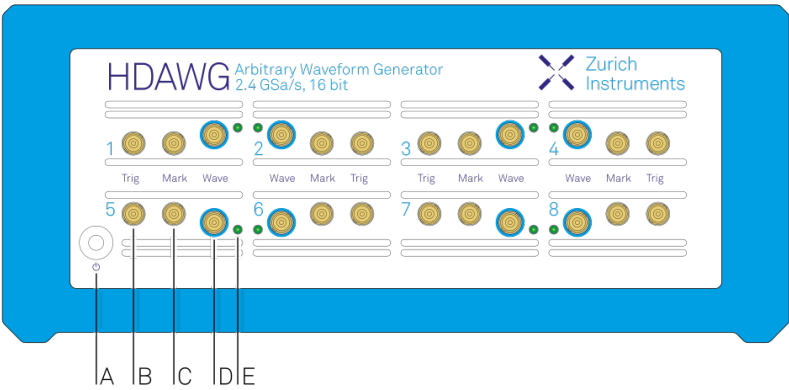 HDAWG Arbitrary Waveform Generator
2.4 GSa/s, 16 bit
Zurich
Instruments
1 2 3 4
Trig Mark Wave Wave Mark Trig Trig Mark Wave Wave Mark Trig
5 6 7 8
A B C D E